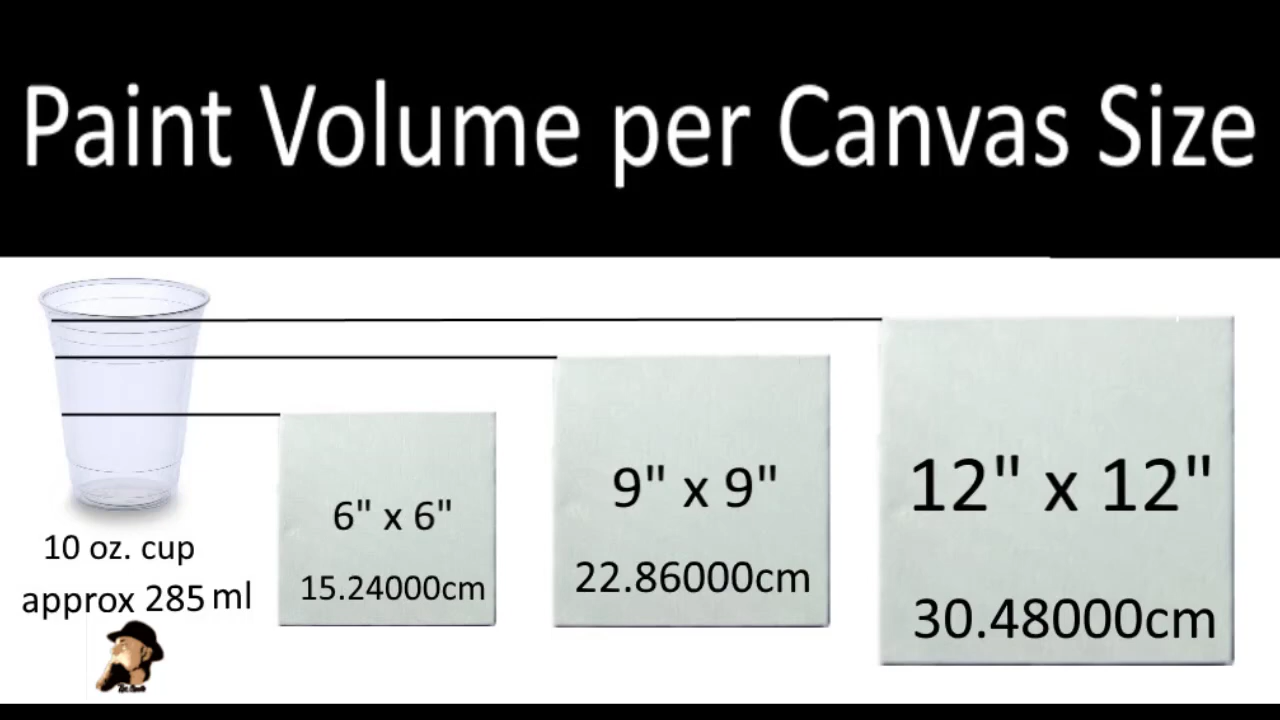 Paint Volume per Canvas Size
10 oz. cup
approx 285 ml
6" x 6"
15.24000cm
9" x 9"
22.86000cm
12" x 12"
30.48000cm